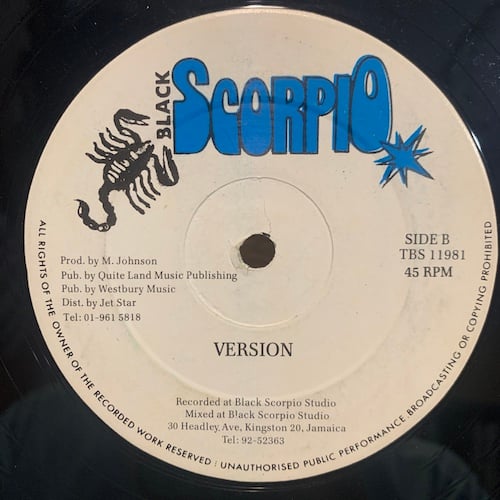 BLACK
SCORPIO
SIDE B
TBS 11981
45 RPM
Prod. by M. Johnson
Pub. by Quite Land Music Publishing
Pub. by Westbury Music
Dist. by Jet Star
Tel: 01-961 5818
VERSION
Recorded at Black Scorpio Studio
Mixed at Black Scorpio Studio
30 Headley, Ave, Kingston 20, Jamaica
Tel: 92-52363
ALL RIGHTS OF THE OWNER OF THE RECORDED WORK RESERVED : UNAUTHORISED PUBLIC PERFORMANCE. BROADCASTING OR COPYING PROHIBITED